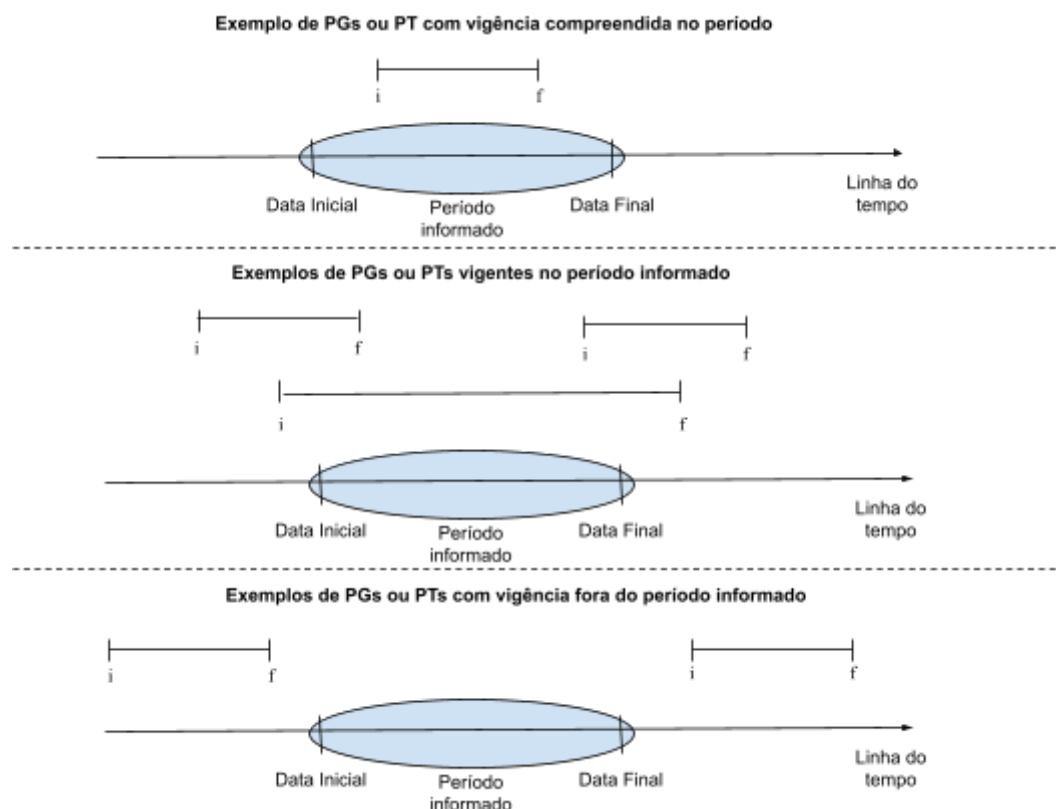 Exemplo de PGs ou PT com vigência compreendida no período
i f
Data Inicial Período informado Data Final Linha do tempo
Exemplos de PGs ou PTs vigentes no período informado
i f i f
i f
Data Inicial Período informado Data Final Linha do tempo
Exemplos de PGs ou PTs com vigência fora do período informado
i f i f
Data Inicial Período informado Data Final Linha do tempo